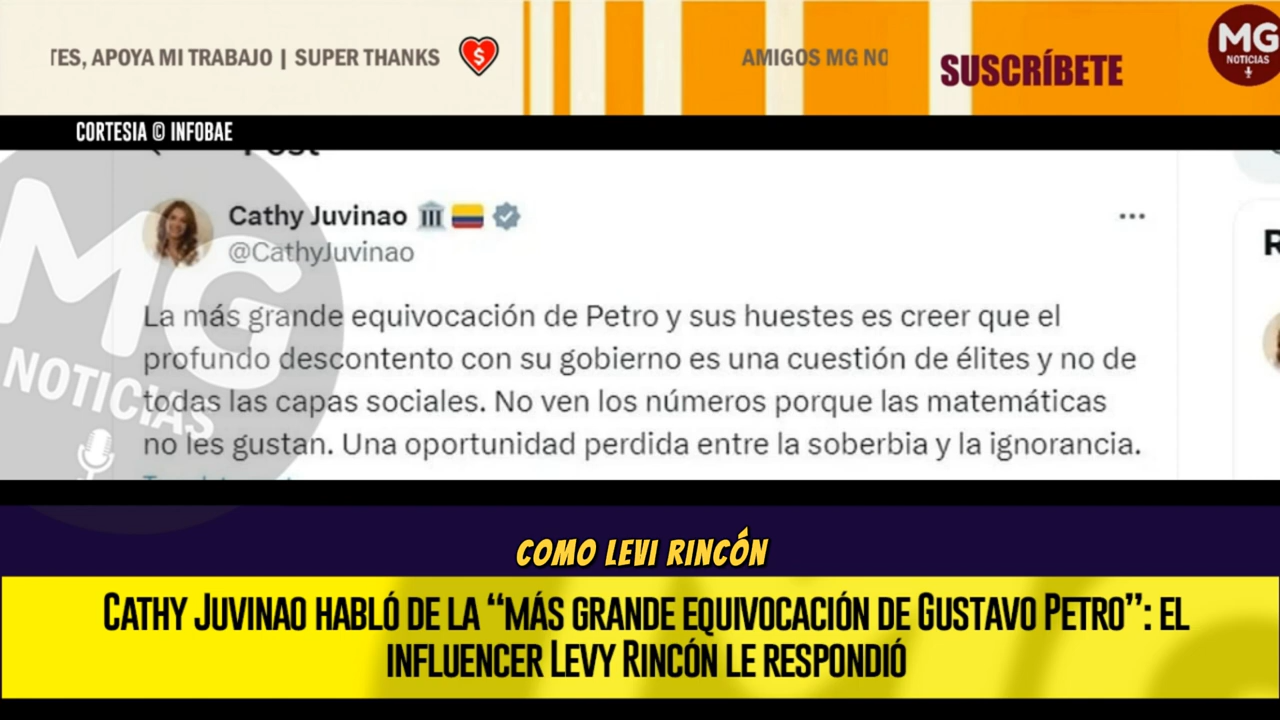 TES, APOYA MI TRABAJO | SUPER THANKS
AMIGOS MG NO
SUSCRÍBETE
MG
NOTICIAS
CORTESIA © INFOBAE
Post
Cathy Juvinao
@CathyJuvinao
La más grande equivocación de Petro y sus huestes es creer que el
profundo descontento con su gobierno es una cuestión de élites y no de
todas las capas sociales. No ven los números porque las matemáticas
no les gustan. Una oportunidad perdida entre la soberbia y la ignorancia.
R
MG
NOTICIAS
COMO LEVI RINCÓN
CATHY JUVINAO HABLÓ DE LA “MÁS GRANDE EQUIVOCACIÓN DE GUSTAVO PETRO”: EL
INFLUENCER LEVY RINCÓN LE RESPONDIÓ